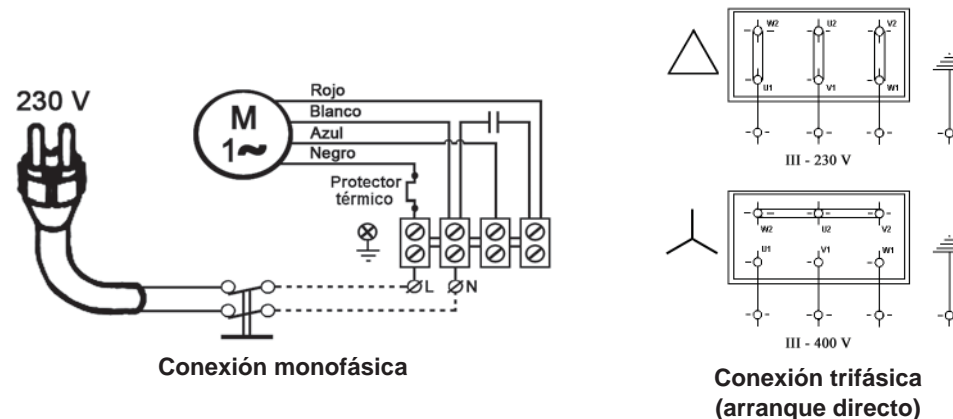 230 V
M
1~
Rojo
Blanco
Azul
Negro
Protector
térmico
L N
Conexión monofásica
W2 U2 V2
U1 V1 W1
III - 230 V
W2 U2 V2
U1 V1 W1
III - 400 V
Conexión trifásica
(arranque directo)